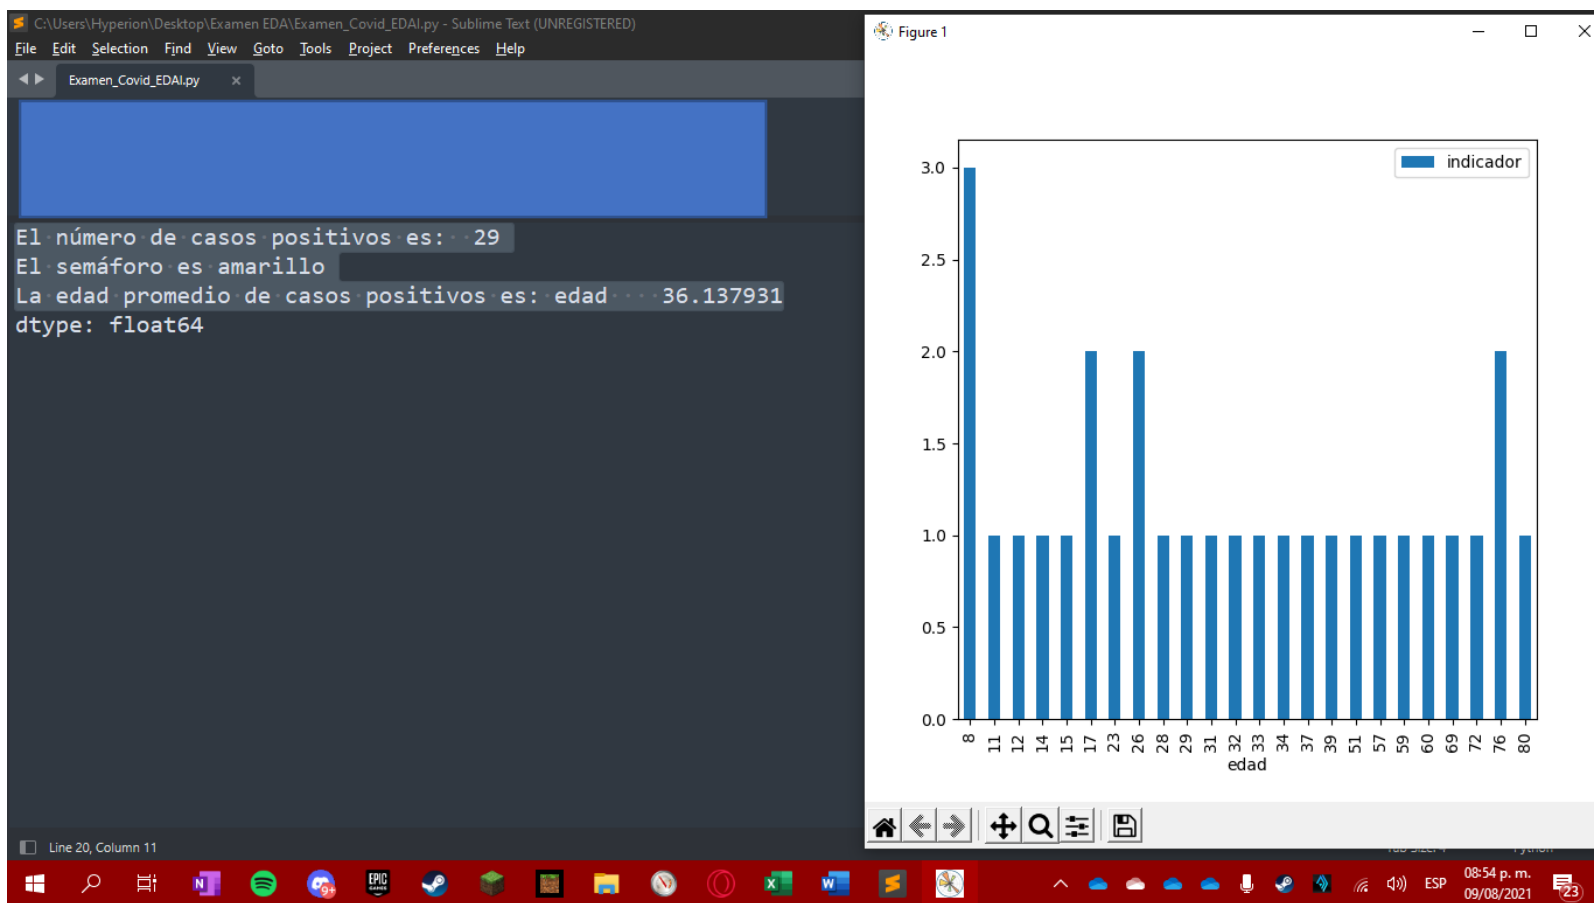 C:\Users\Hyperion\Desktop\Examen EDA\Examen_Covid_EDAI.py - Sublime Text (UNREGISTERED)
File Edit Selection Find View Goto Tools Project Preferences Help
Examen_Covid_EDAI.py ×
El número de casos positivos es: 29
El semáforo es amarillo
La edad promedio de casos positivos es: edad 36.137931
dtype: float64
Line 20, Column 11
Figure 1
indicador
3.0
2.5
2.0
1.5
1.0
0.5
0.0
8 11 12 14 15 17 23 26 28 29 31 32 33 34 37 39 51 57 59 60 69 72 76 80
edad
N
9+
EPIC
GAMES
X
W
S
ESP
08:54 p. m.
09/08/2021
23